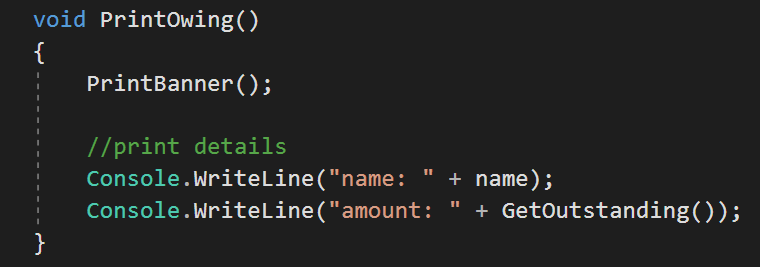 void PrintOwing()
{
    PrintBanner();

    //print details
    Console.WriteLine("name: " + name);
    Console.WriteLine("amount: " + GetOutstanding());
}